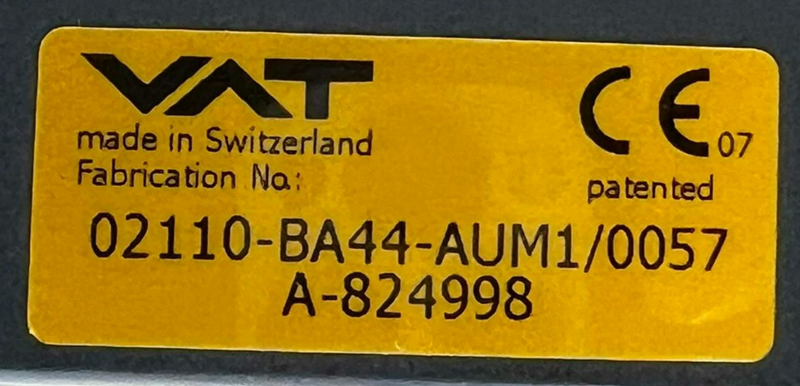 VAT
CE 07
made in Switzerland
Fabrication No.:
patented
02110-BA44-AUM1/0057
A-824998